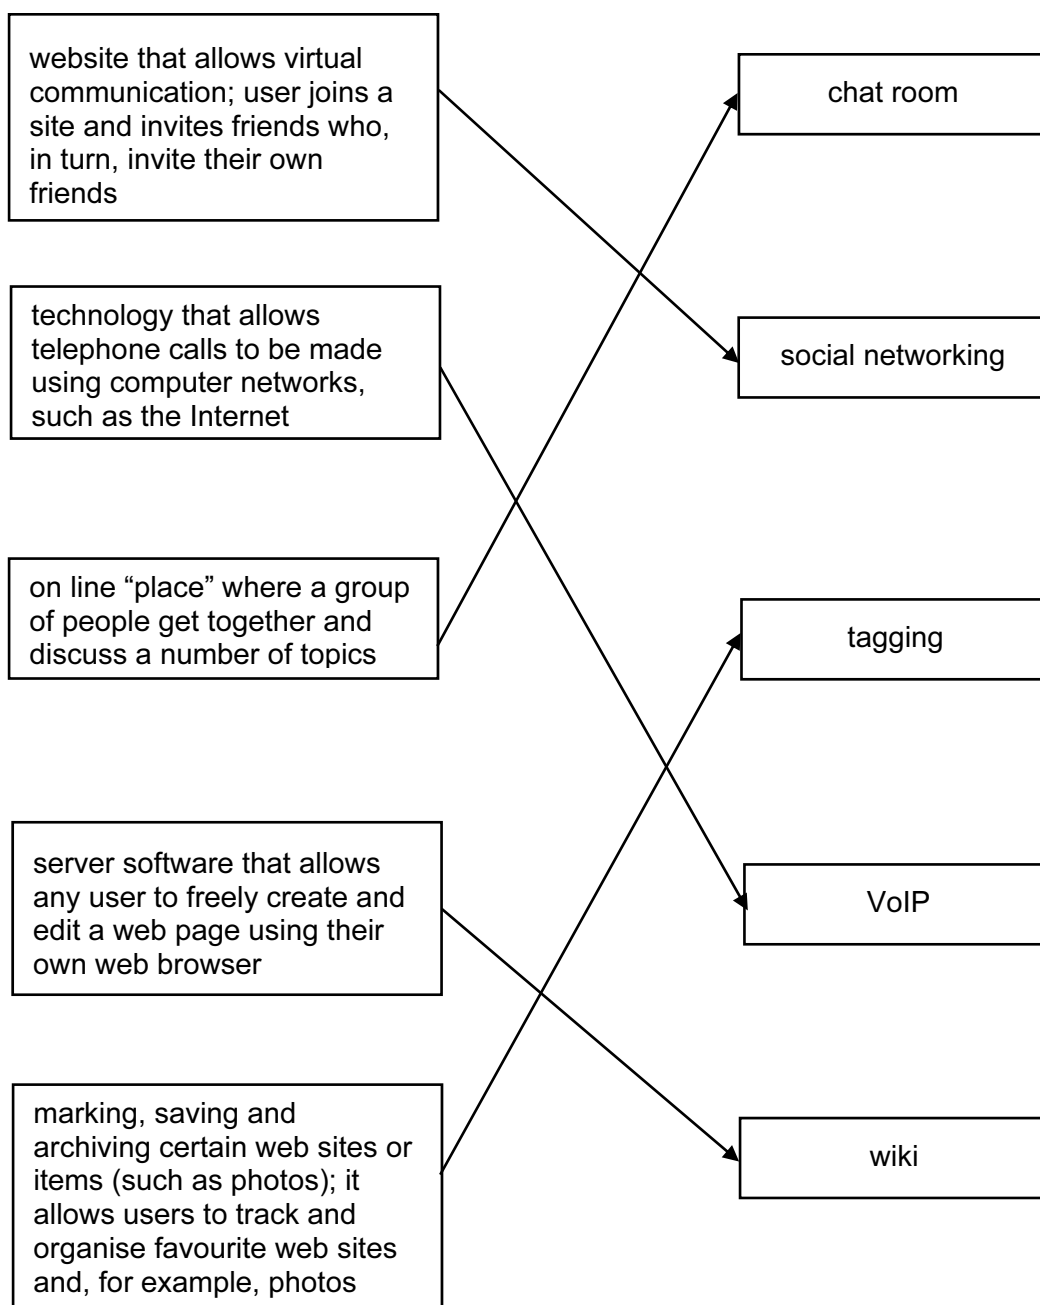 website that allows virtual
communication; user joins a
site and invites friends who,
in turn, invite their own
friends
technology that allows
telephone calls to be made
using computer networks,
such as the Internet
on line “place” where a group
of people get together and
discuss a number of topics
server software that allows
any user to freely create and
edit a web page using their
own web browser
marking, saving and
archiving certain web sites or
items (such as photos); it
allows users to track and
organise favourite web sites
and, for example, photos
chat room
social networking
tagging
VoIP
wiki